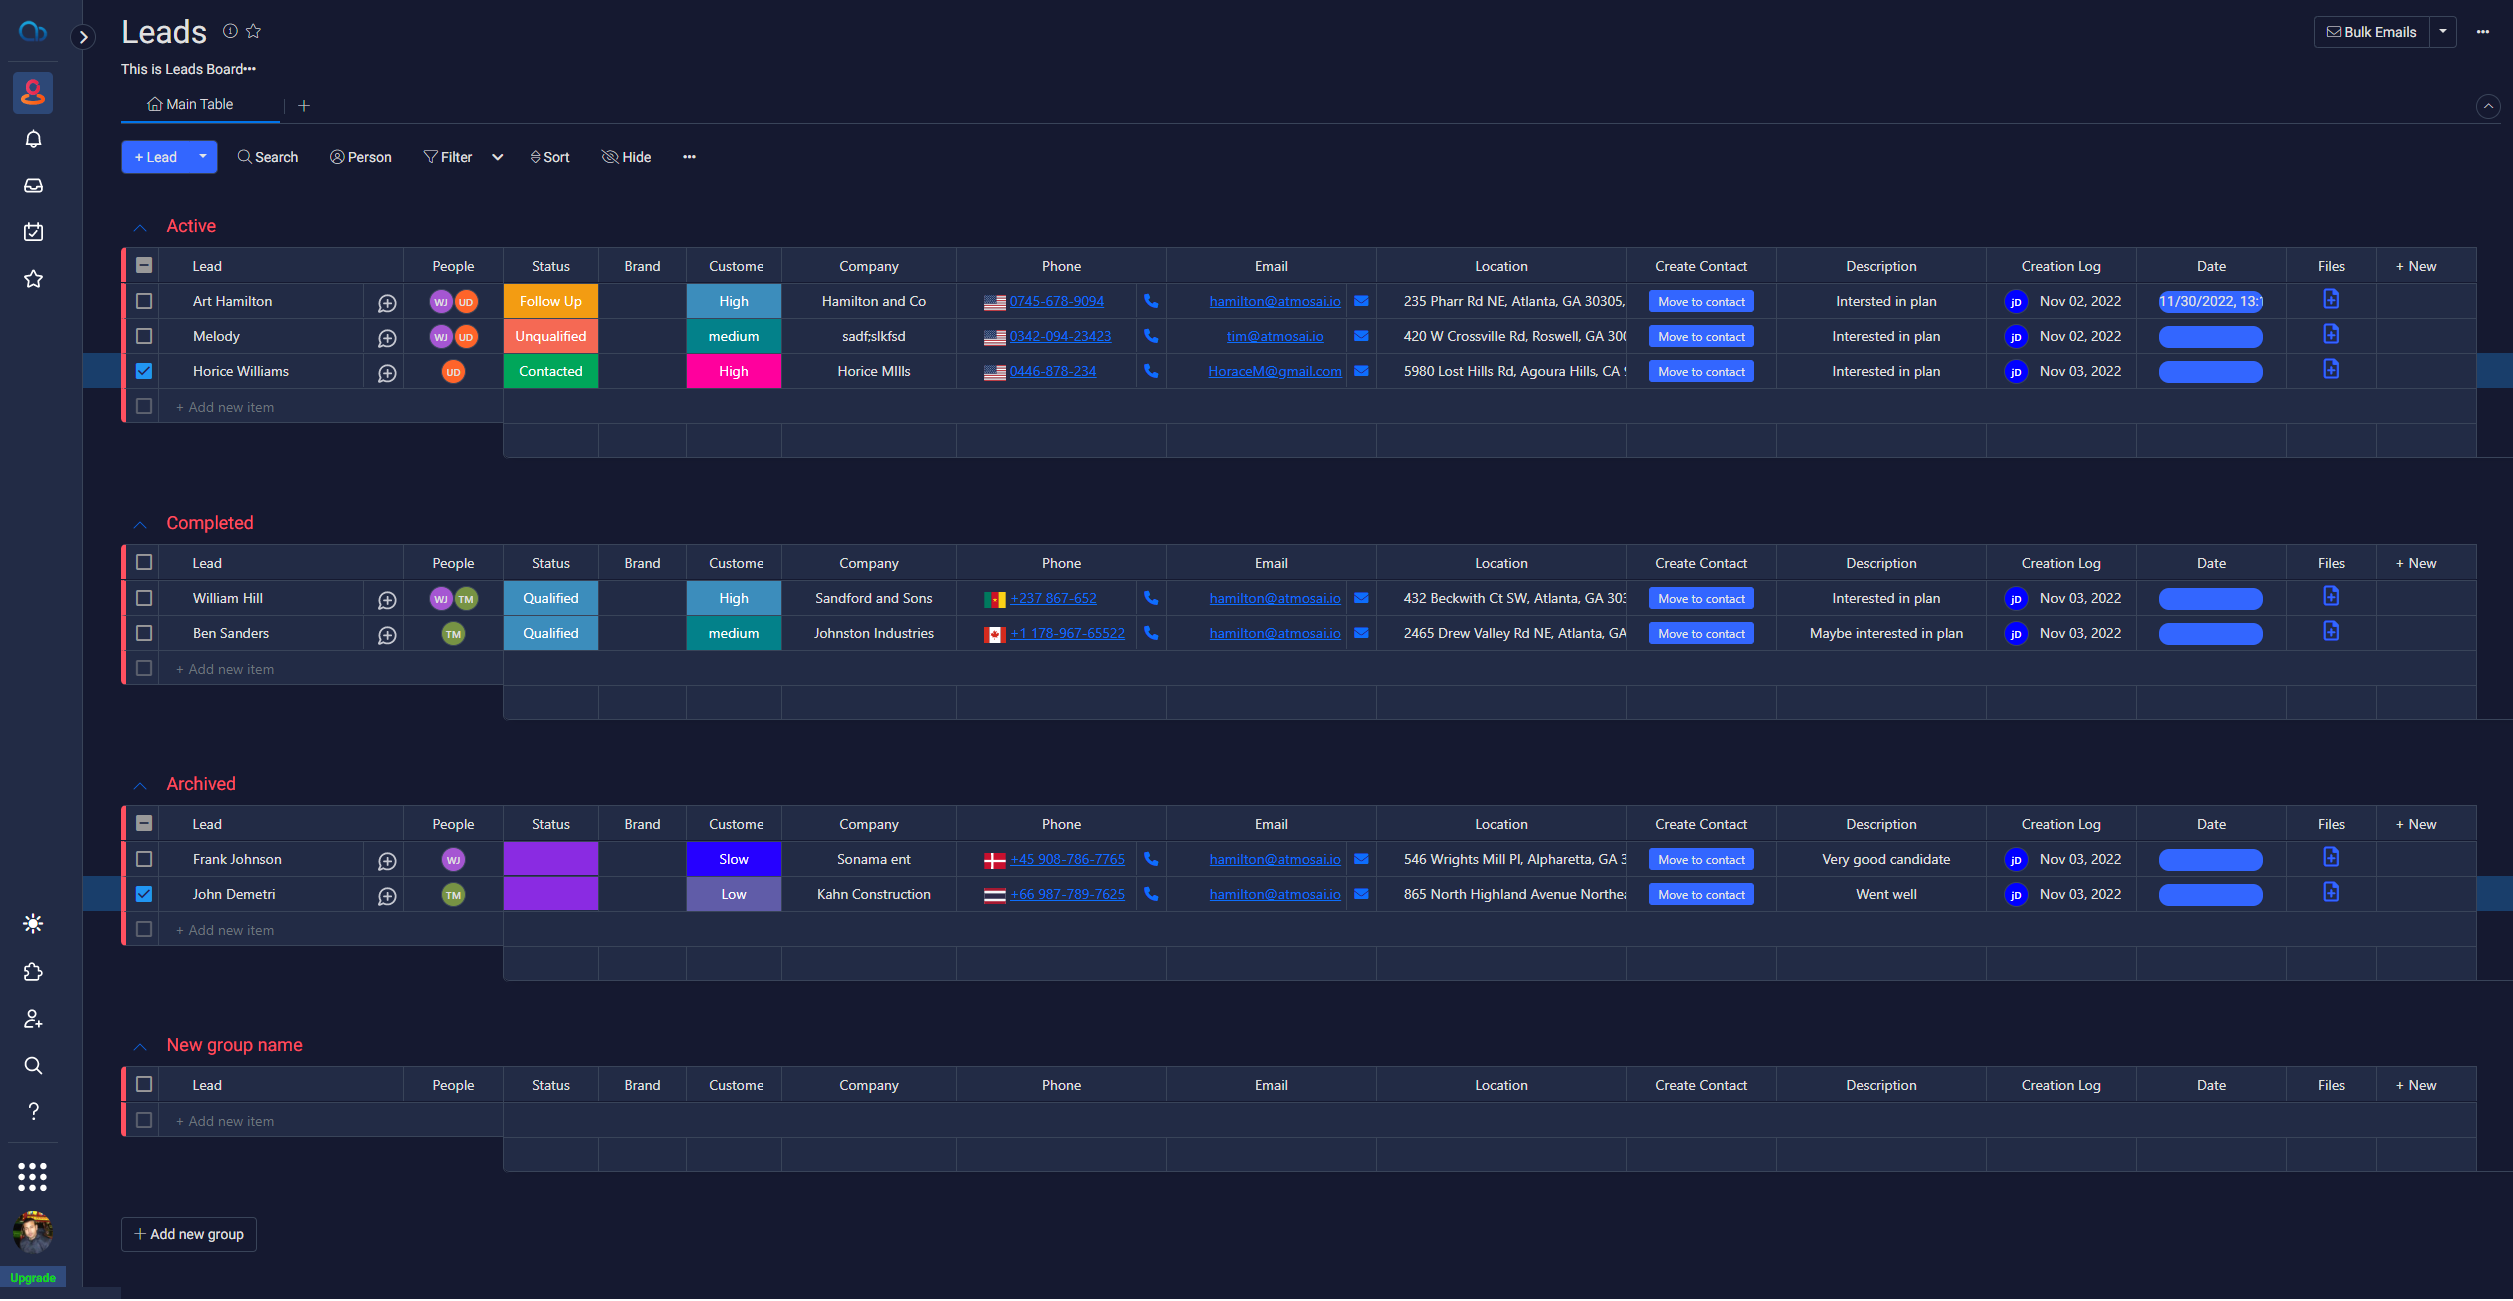 Leads
Bulk Emails
This is Leads Board•••
Main Table
+ Lead Search Person Filter Sort Hide
Active
Lead People Status Brand Custome Company Phone Email Location Create Contact Description Creation Log Date Files + New
Art Hamilton WJ UD Follow Up High Hamilton and Co 0745-678-9094 hamilton@atmosai.io 235 Pharr Rd NE, Atlanta, GA 30305, Move to contact Intersted in plan jD Nov 02, 2022 11/30/2022, 13:1
Melody WJ UD Unqualified medium sadf;slkfsd 0342-094-23423 tim@atmosai.io 420 W Crossville Rd, Roswell, GA 300 Move to contact Interested in plan jD Nov 02, 2022
Horice Williams UD Contacted High Horice MIlls 0446-878-234 HoraceM@gmail.com 5980 Lost Hills Rd, Agoura Hills, CA 9 Move to contact Interested in plan jD Nov 03, 2022
+ Add new item
Completed
Lead People Status Brand Custome Company Phone Email Location Create Contact Description Creation Log Date Files + New
William Hill WJ TM Qualified High Sandford and Sons +237 867-652 hamilton@atmosai.io 432 Beckwith Ct SW, Atlanta, GA 303 Move to contact Interested in plan jD Nov 03, 2022
Ben Sanders TM Qualified medium Johnston Industries +1 178-967-65522 hamilton@atmosai.io 2465 Drew Valley Rd NE, Atlanta, GA Move to contact Maybe interested in plan jD Nov 03, 2022
+ Add new item
Archived
Lead People Status Brand Custome Company Phone Email Location Create Contact Description Creation Log Date Files + New
Frank Johnson WJ Slow Sonama ent +45 908-786-7765 hamilton@atmosai.io 546 Wrights Mill Pl, Alpharetta, GA 3 Move to contact Very good candidate jD Nov 03, 2022
John Demetri TM Low Kahn Construction +66 987-789-7625 hamilton@atmosai.io 865 North Highland Avenue Northea Move to contact Went well jD Nov 03, 2022
+ Add new item
New group name
Lead People Status Brand Custome Company Phone Email Location Create Contact Description Creation Log Date Files + New
+ Add new item
+ Add new group
Upgrade